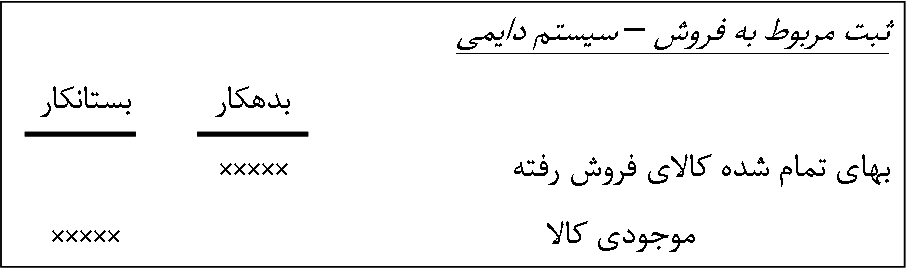 ثبت مربوط به فروش – سیستم دایمی
بدهکار بستانکار
بهای تمام شده کالای فروش رفته ×××××
موجودی کالا ×××××